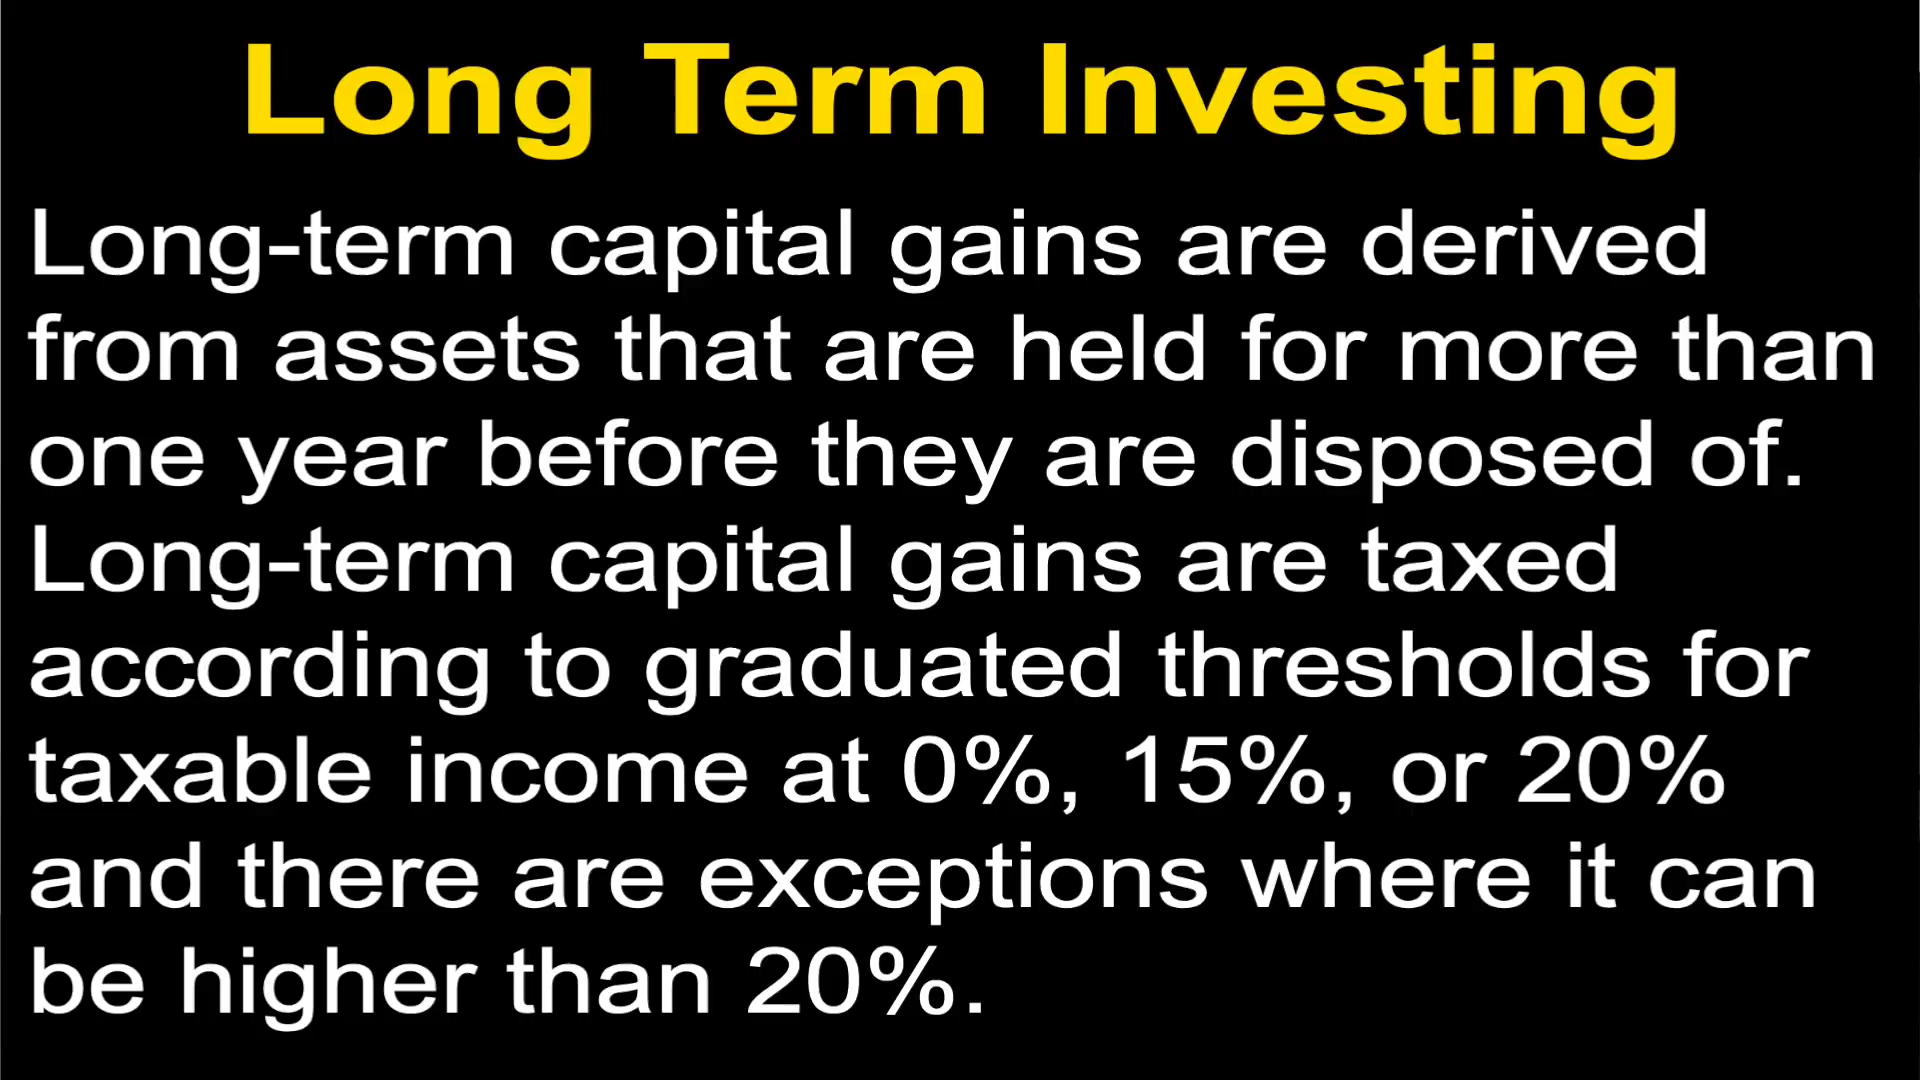 Long Term Investing
Long-term capital gains are derived
from assets that are held for more than
one year before they are disposed of.
Long-term capital gains are taxed
according to graduated thresholds for
taxable income at 0%, 15%, or 20%
and there are exceptions where it can
be higher than 20%.